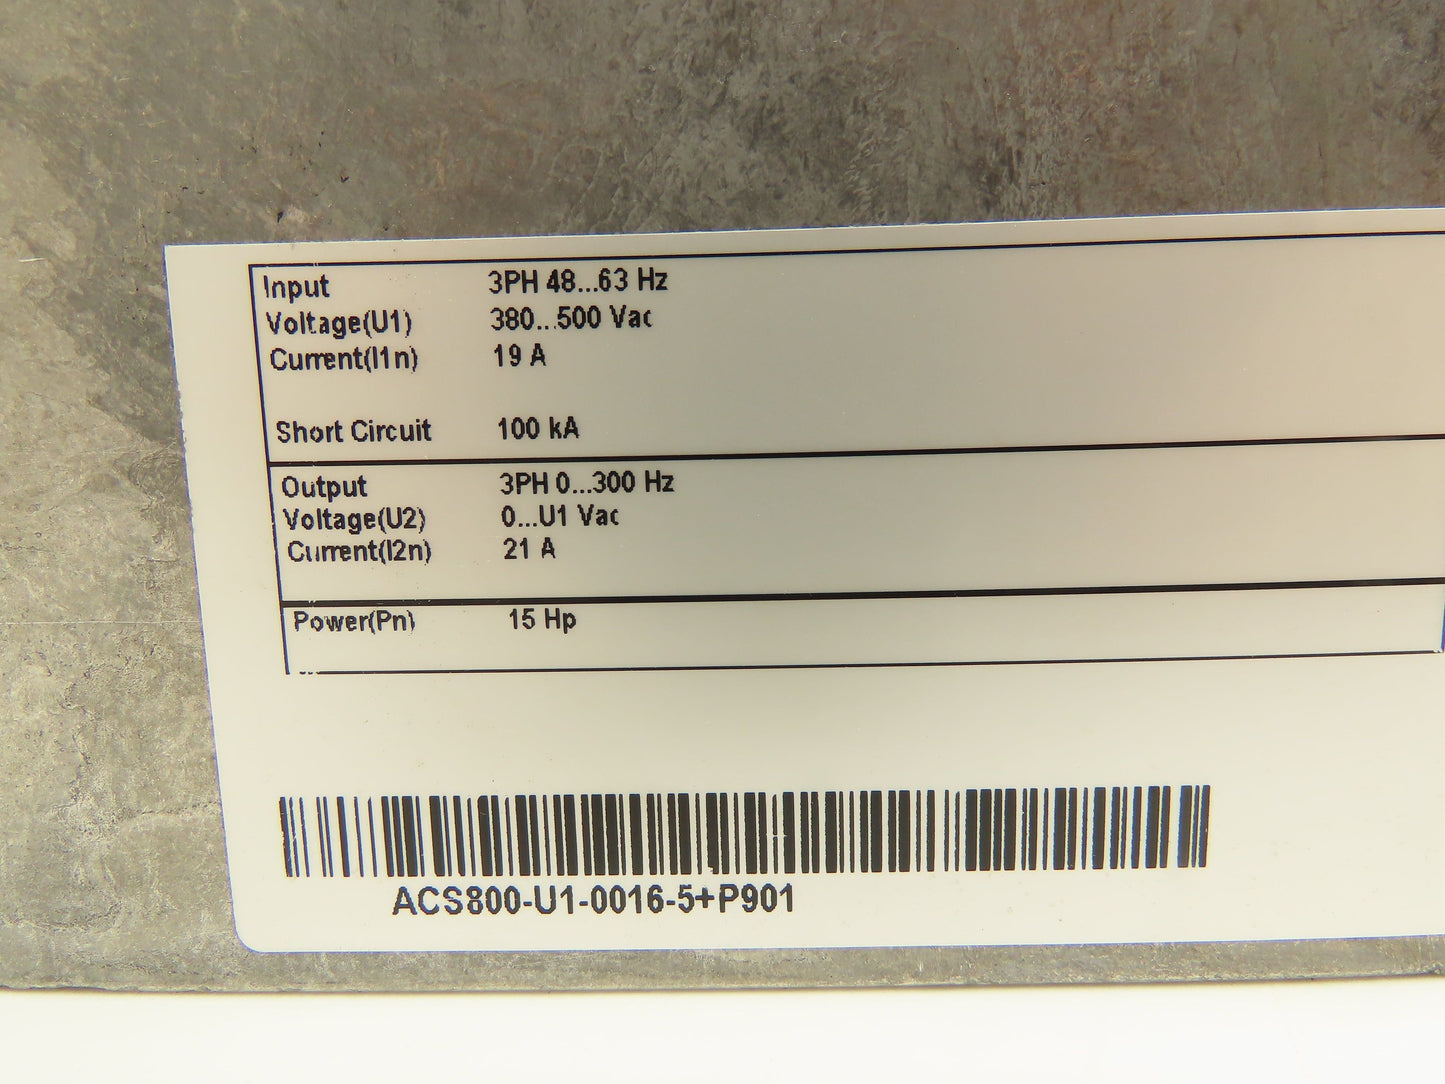 Input 3PH 48...63 Hz
Voltage(U1) 380...500 Vac
Current(I1n) 19 A
Short Circuit 100 kA
Output 3PH 0...300 Hz
Voltage(U2) 0...U1 Vac
Current(I2n) 21 A
Power(Pn) 15 Hp
ACS800-U1-0016-5+P901